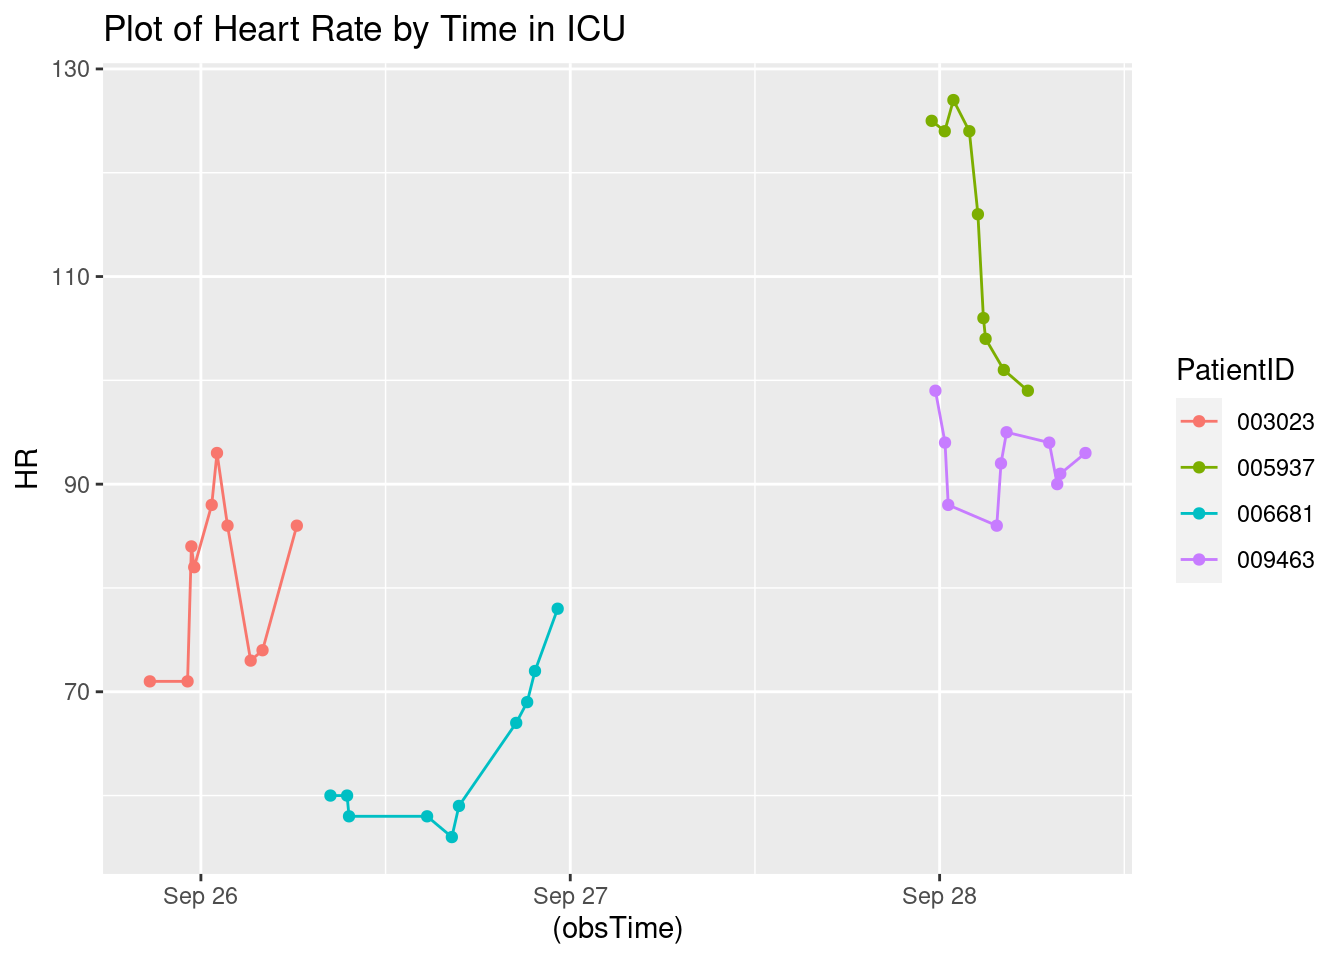 Plot of Heart Rate by Time in ICU
130
110
90
70
HR
Sep 26
Sep 27
Sep 28
(obsTime)
PatientID
003023
005937
006681
009463